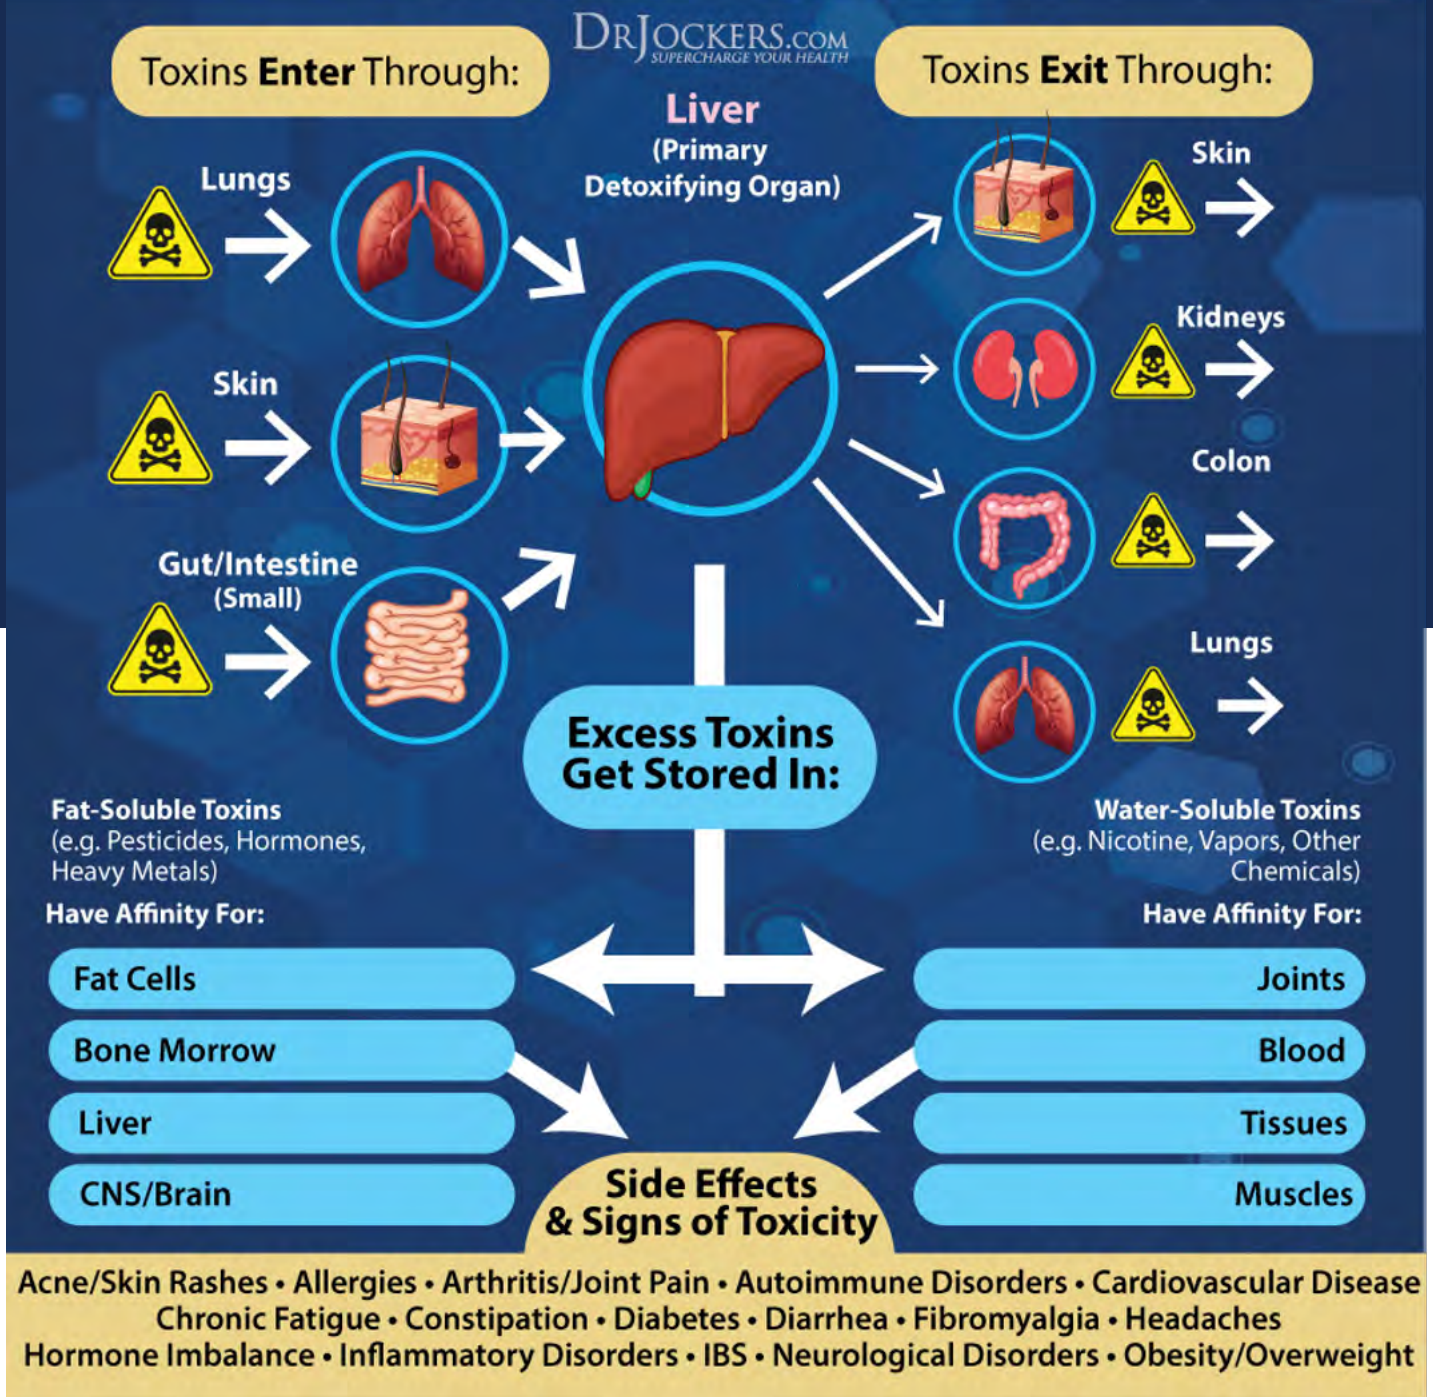 DRJOCKERS.COM
SUPERCHARGE YOUR HEALTH
Toxins Enter Through:
Lungs
Skin
Gut/Intestine
(Small)
Liver
(Primary
Detoxifying Organ)
Toxins Exit Through:
Skin
Kidneys
Colon
Lungs
Excess Toxins
Get Stored In:
Fat-Soluble Toxins
(e.g. Pesticides, Hormones,
Heavy Metals)
Have Affinity For:
Fat Cells
Bone Morrow
Liver
CNS/Brain
Water-Soluble Toxins
(e.g. Nicotine, Vapors, Other
Chemicals)
Have Affinity For:
Joints
Blood
Tissues
Muscles
Side Effects
& Signs of Toxicity
Acne/Skin Rashes • Allergies • Arthritis/Joint Pain • Autoimmune Disorders • Cardiovascular Disease
Chronic Fatigue • Constipation • Diabetes • Diarrhea • Fibromyalgia • Headaches
Hormone Imbalance • Inflammatory Disorders • IBS • Neurological Disorders • Obesity/Overweight